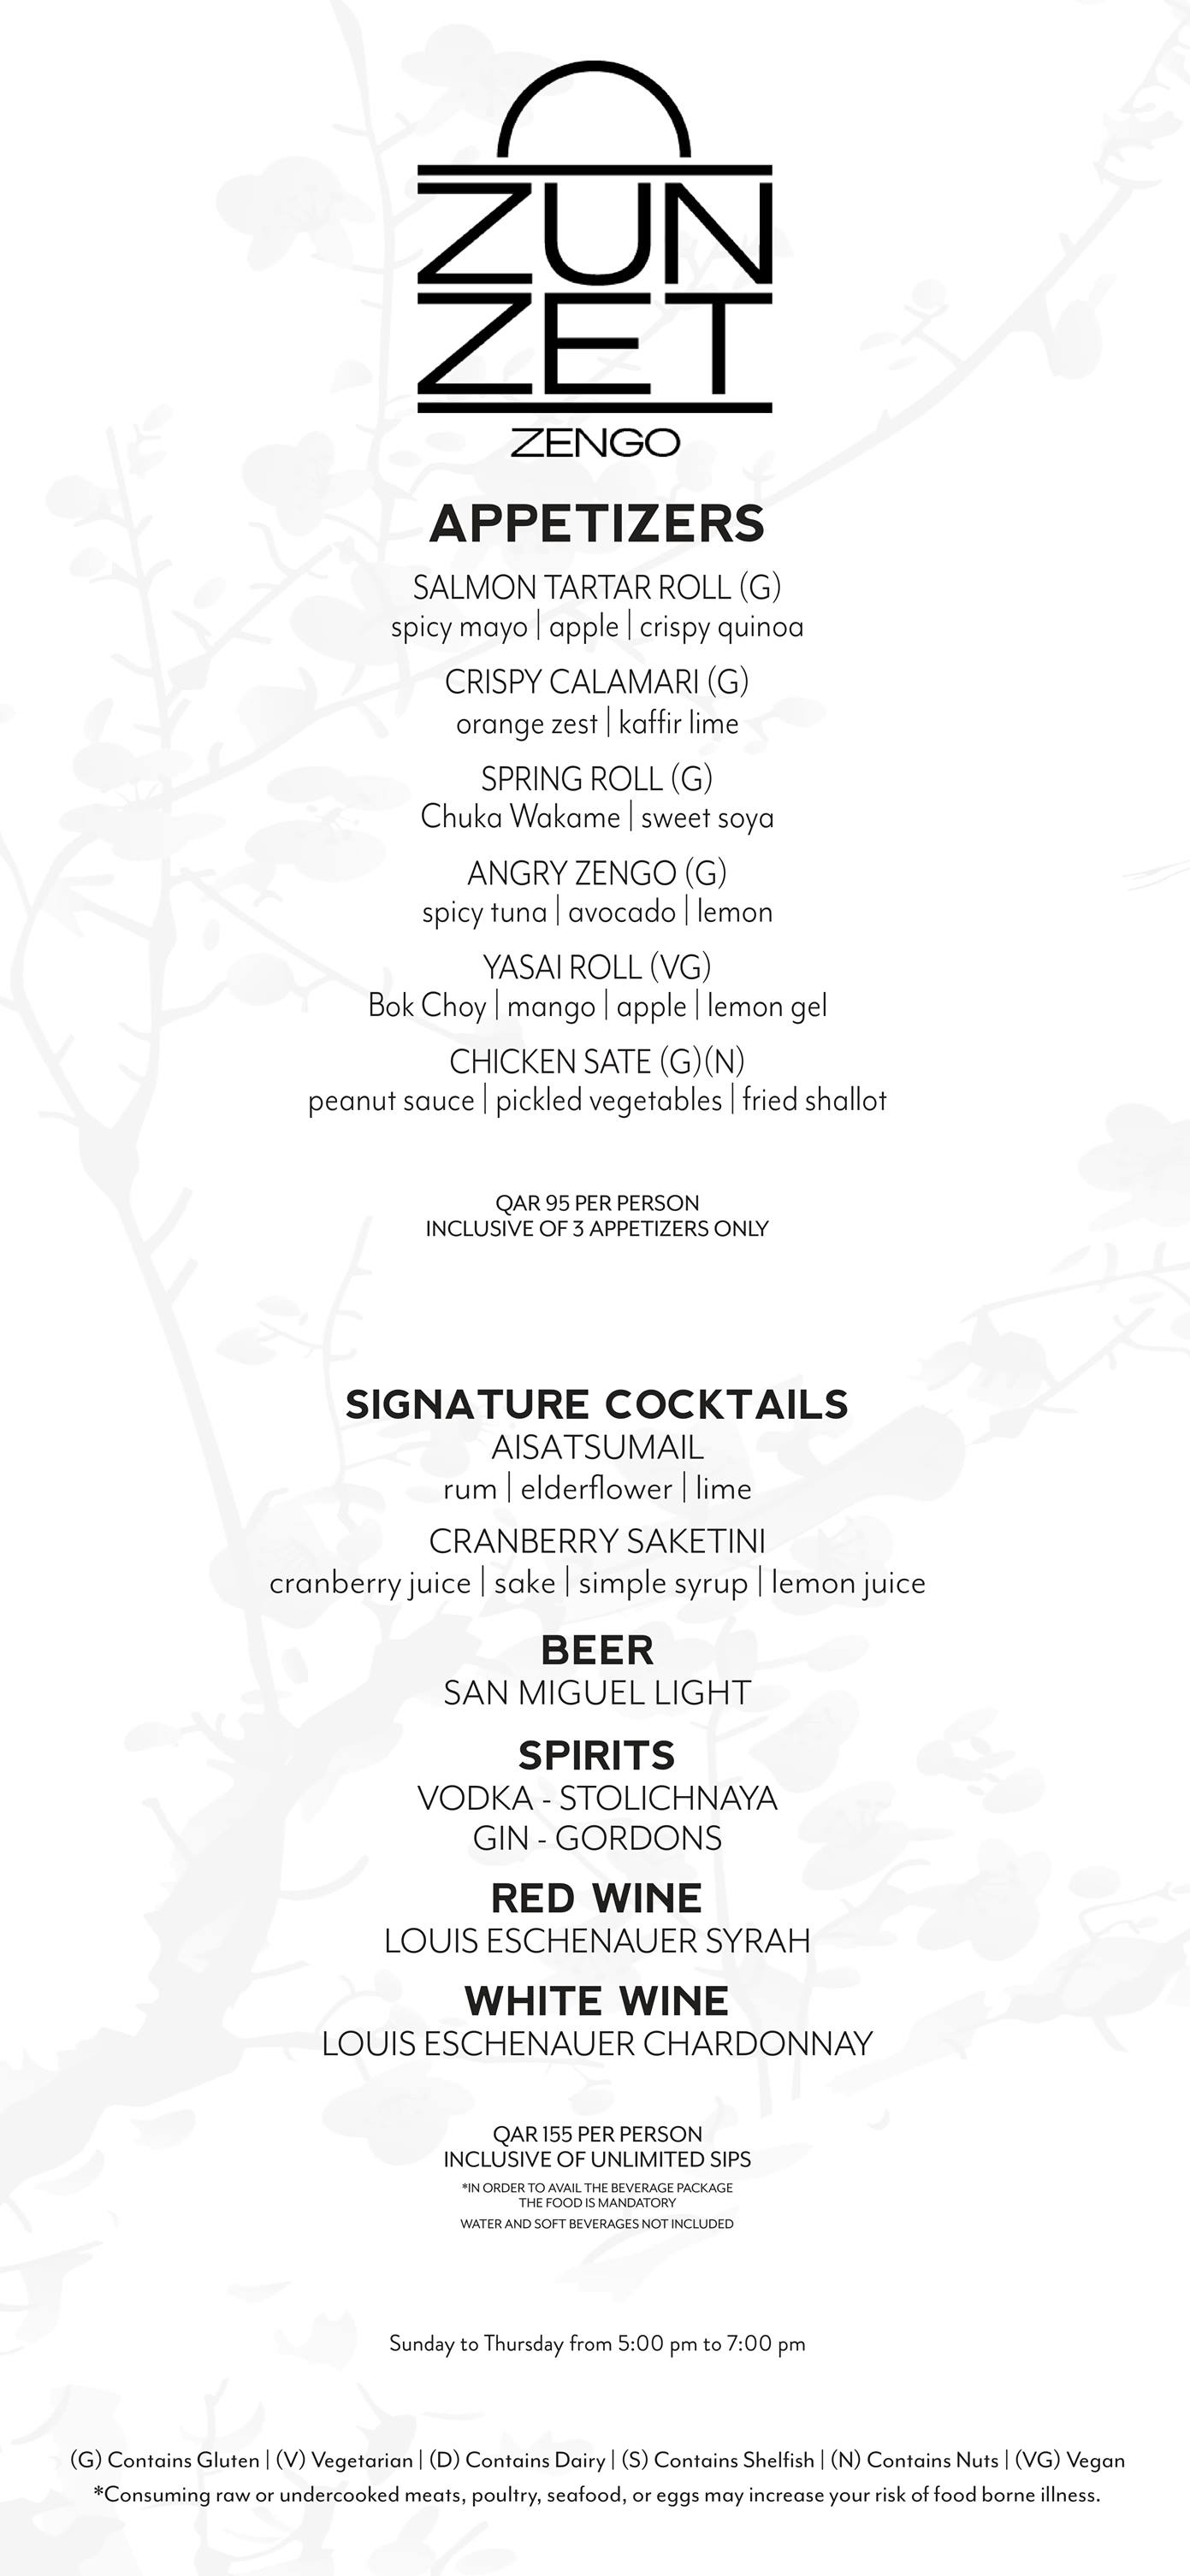 ZUN
ZET
ZENGO
APPETIZERS
SALMON TARTAR ROLL (G)
spicy mayo | apple | crispy quinoa
CRISPY CALAMARI (G)
orange zest | kaffir lime
SPRING ROLL (G)
Chuka Wakame | sweet soya
ANGRY ZENGO (G)
spicy tuna | avocado | lemon
YASAI ROLL (VG)
Bok Choy | mango | apple | lemon gel
CHICKEN SATE (G)(N)
peanut sauce | pickled vegetables | fried shallot
QAR 95 PER PERSON
INCLUSIVE OF 3 APPETIZERS ONLY
SIGNATURE COCKTAILS
AISATSUMAIL
rum | elderflower | lime
CRANBERRY SAKETINI
cranberry juice | sake | simple syrup | lemon juice
BEER
SAN MIGUEL LIGHT
SPIRITS
VODKA - STOLICHNAYA
GIN - GORDONS
RED WINE
LOUIS ESCHENAUER SYRAH
WHITE WINE
LOUIS ESCHENAUER CHARDONNAY
QAR 155 PER PERSON
INCLUSIVE OF UNLIMITED SIPS
*IN ORDER TO AVAIL THE BEVERAGE PACKAGE
THE FOOD IS MANDATORY
WATER AND SOFT BEVERAGES NOT INCLUDED
Sunday to Thursday from 5:00 pm to 7:00 pm
(G) Contains Gluten | (V) Vegetarian | (D) Contains Dairy | (S) Contains Shelfish | (N) Contains Nuts | (VG) Vegan
*Consuming raw or undercooked meats, poultry, seafood, or eggs may increase your risk of food borne illness.